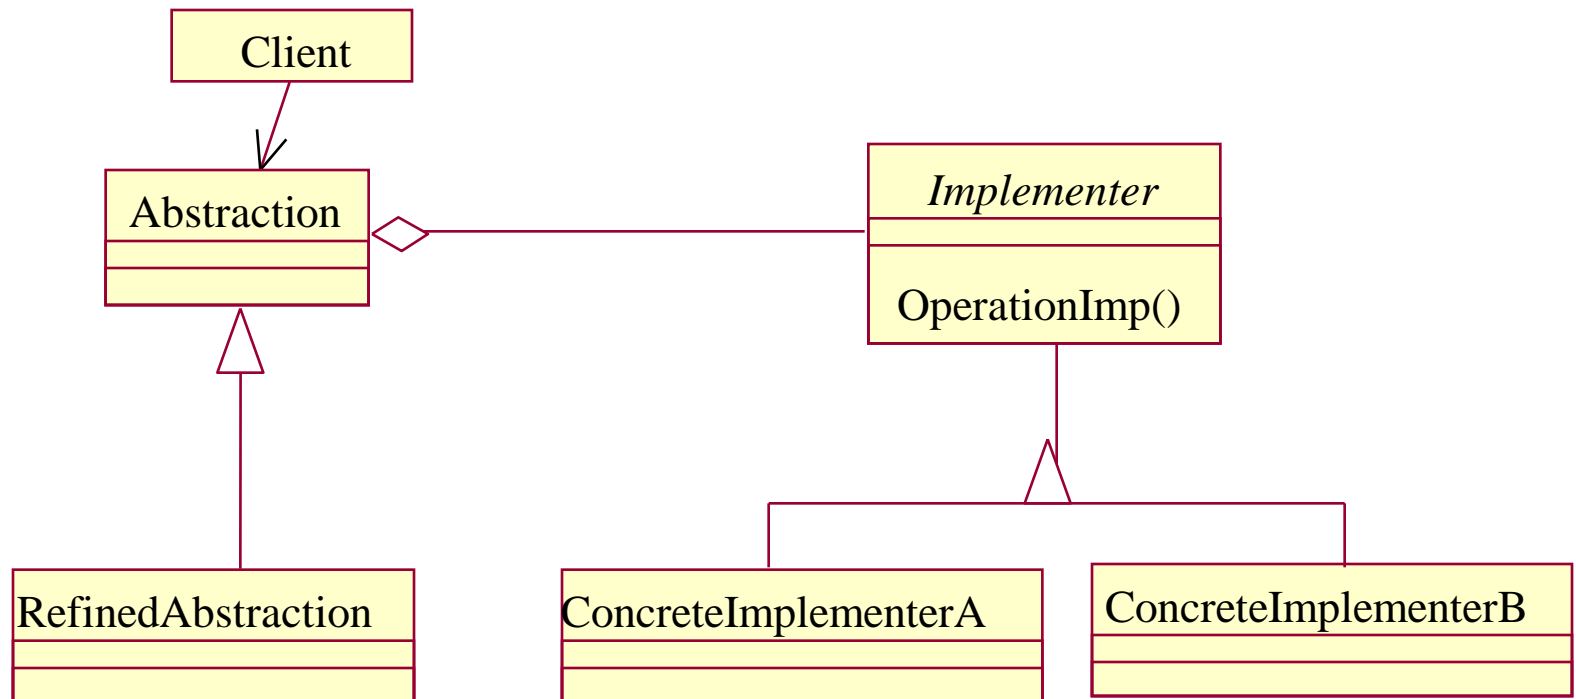 Client
Abstraction
Implementer
OperationImp()
RefinedAbstraction
ConcreteImplementerA
ConcreteImplementerB